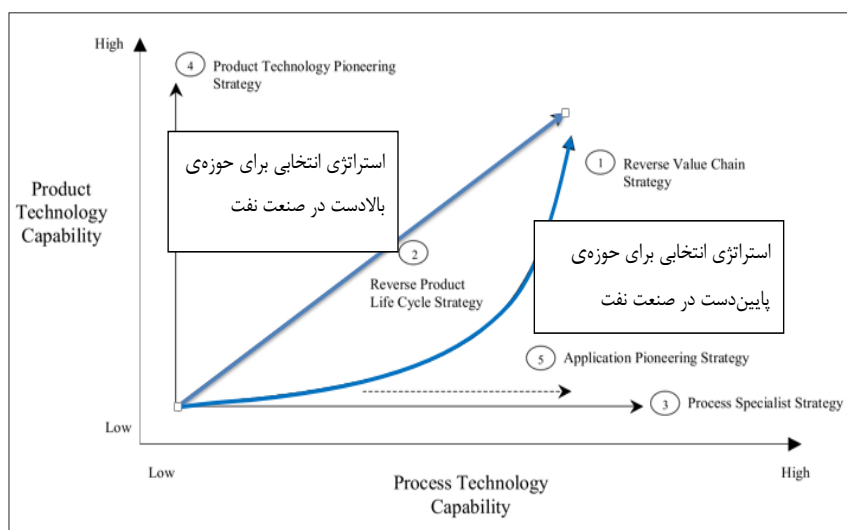 High
4 Product Technology Pioneering
Strategy
استراتژی انتخابی برای حوزه‌ی
بالادست در صنعت نفت
1 Reverse Value Chain
Strategy
Product
Technology
Capability
استراتژی انتخابی برای حوزه‌ی
پایین‌دست در صنعت نفت
2
Reverse Product
Life Cycle Strategy
5 Application Pioneering Strategy
3 Process Specialist Strategy
Low
Low
High
Process Technology
Capability